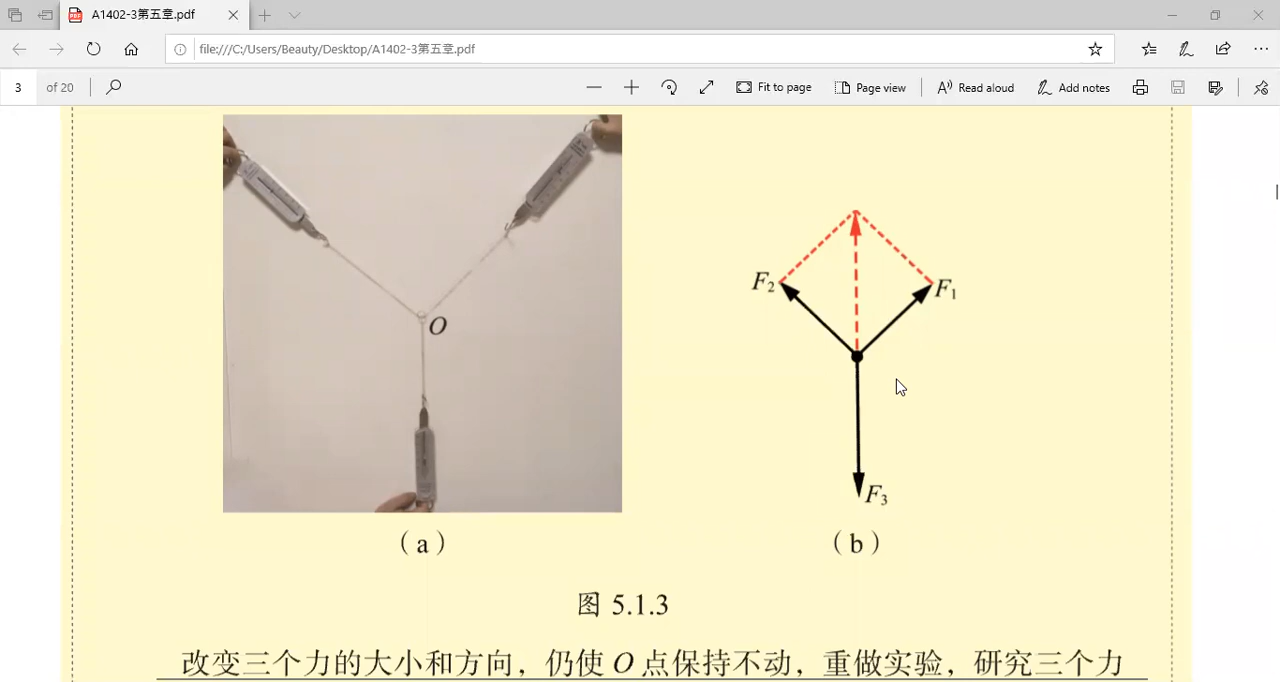 A1402-3第五章.pdf
file:///C:/Users/Beauty/Desktop/A1402-3第五章.pdf
3 of 20 Fit to page Page view Read aloud Add notes
O
F2 F1
F3
（a） （b）
图 5.1.3
改变三个力的大小和方向，仍使 O 点保持不动，重做实验，研究三个力